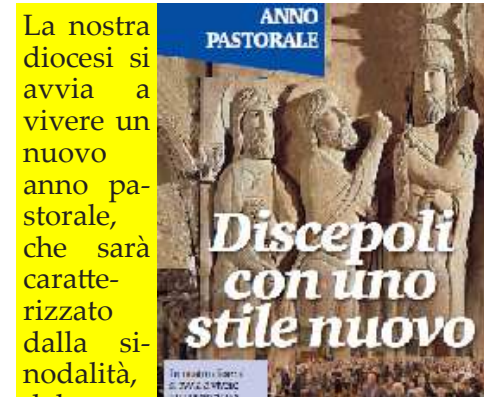 La nostra
diocesi si
avvia a
vivere un
nuovo
anno pa-
storale,
che sarà
caratte-
rizzato
dalla si-
nodalità,
ANNO
PASTORALE
Discepoli
con uno
stile nuovo